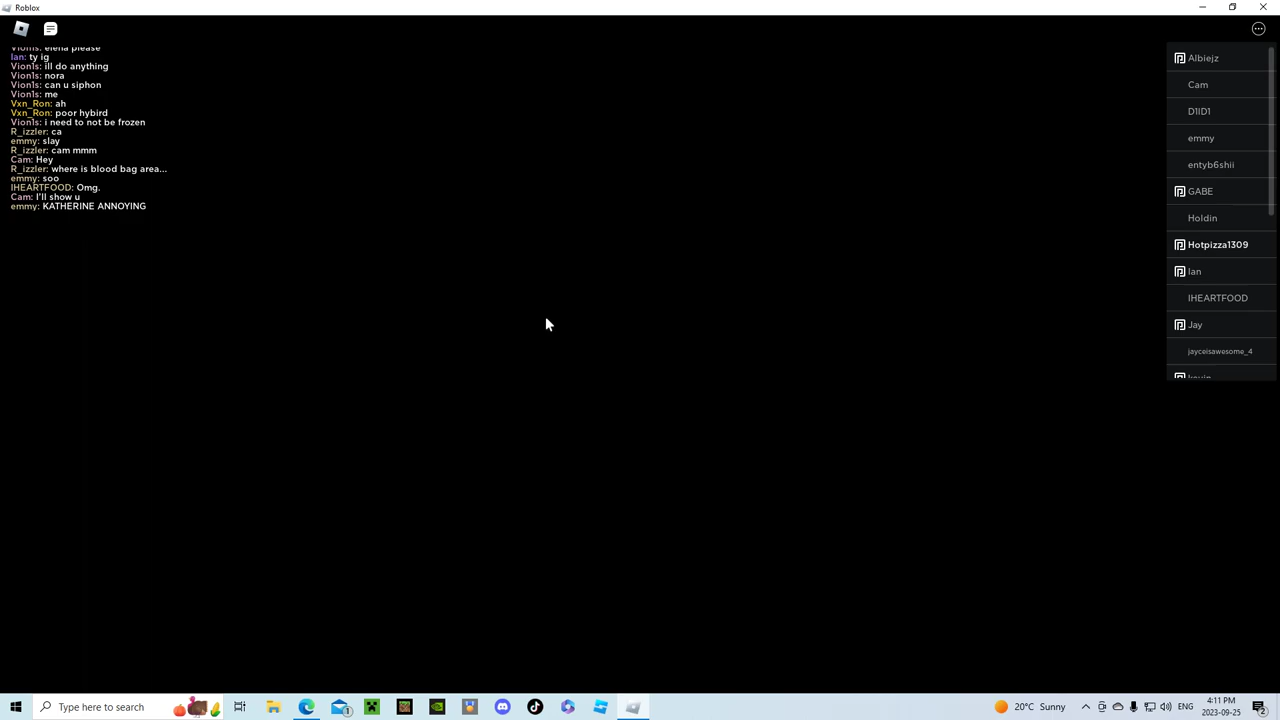 Roblox
Vion1s: elena please
Ian: ty ig
Vion1s: ill do anything
Vion1s: nora
Vion1s: can u siphon
Vion1s: me
Vxn_Ron: ah
Vxn_Ron: poor hybird
Vion1s: i need to not be frozen
R_izzler: ca
emmy: slay
R_izzler: cam mmm
Cam: Hey
R_izzler: where is blood bag area...
emmy: soo
IHEARTFOOD: Omg.
Cam: I'll show u
emmy: KATHERINE ANNOYING
Albiejz
Cam
D1ID1
emmy
entyb6shii
GABE
Holdin
Hotpizza1309
Ian
IHEARTFOOD
Jay
jayceisawesome_4
kevin
Type here to search
1
20°C Sunny
ENG
4:11 PM
2023-09-25
2